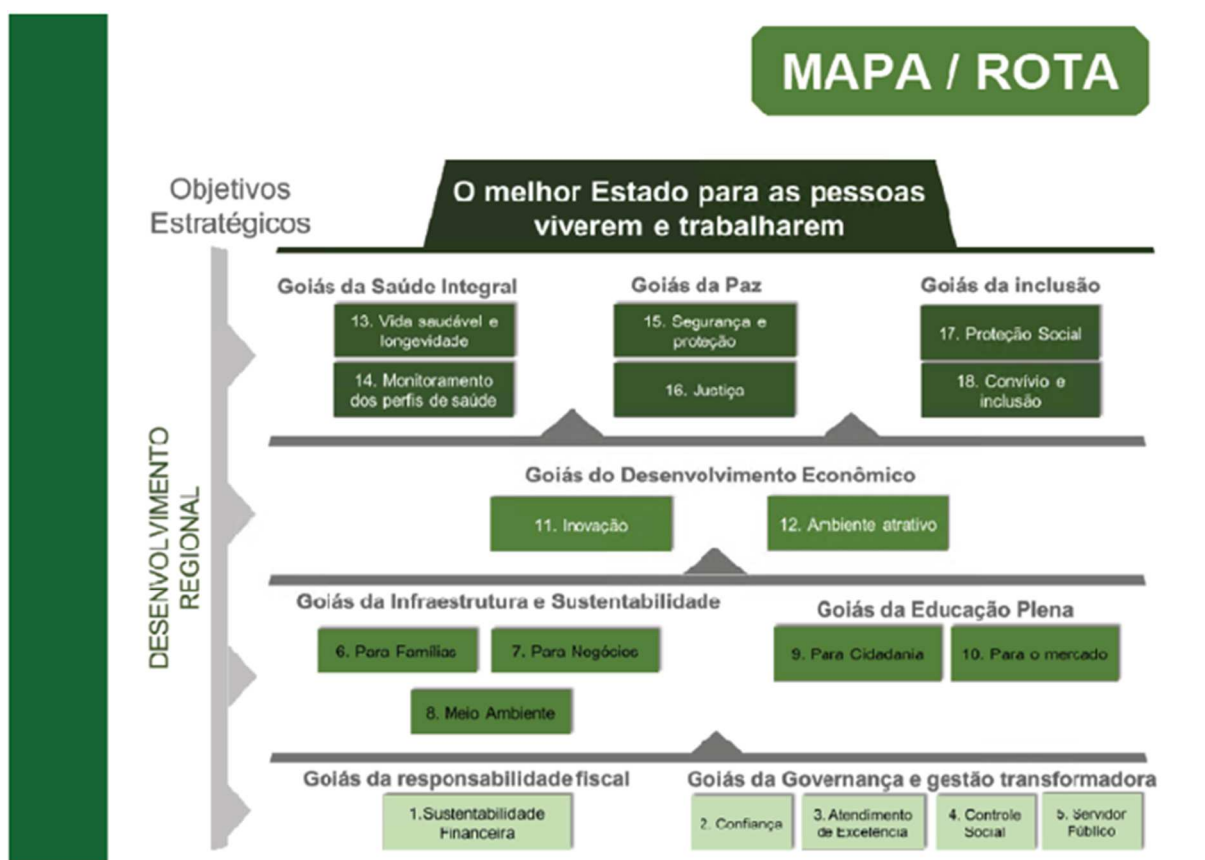 MAPA / ROTA
Objetivos
Estratégicos
O melhor Estado para as pessoas
viverem e trabalharem
DESENVOLVIMENTO
REGIONAL
Goiás da Saúde Integral
13. Vida saudável e
longevidade
14. Monitoramento
dos perfis de saúde
Goiás da Paz
15. Segurança e
proteção
16. Justiça
Goiás da inclusão
17. Proteção Social
18. Convívio e
inclusão
Goiás do Desenvolvimento Econômico
11. Inovação
12. Ambiente atrativo
Goiás da Infraestrutura e Sustentabilidade
6. Para Famílias
7. Para Negócios
8. Meio Ambiente
Goiás da Educação Plena
9. Para Cidadania
10. Para o mercado
Goiás da responsabilidade fiscal
1.Sustentabilidade
Financeira
Goiás da Governança e gestão transformadora
2. Confiança
3. Atendimento
de Excelência
4. Controle
Social
5. Servidor
Público